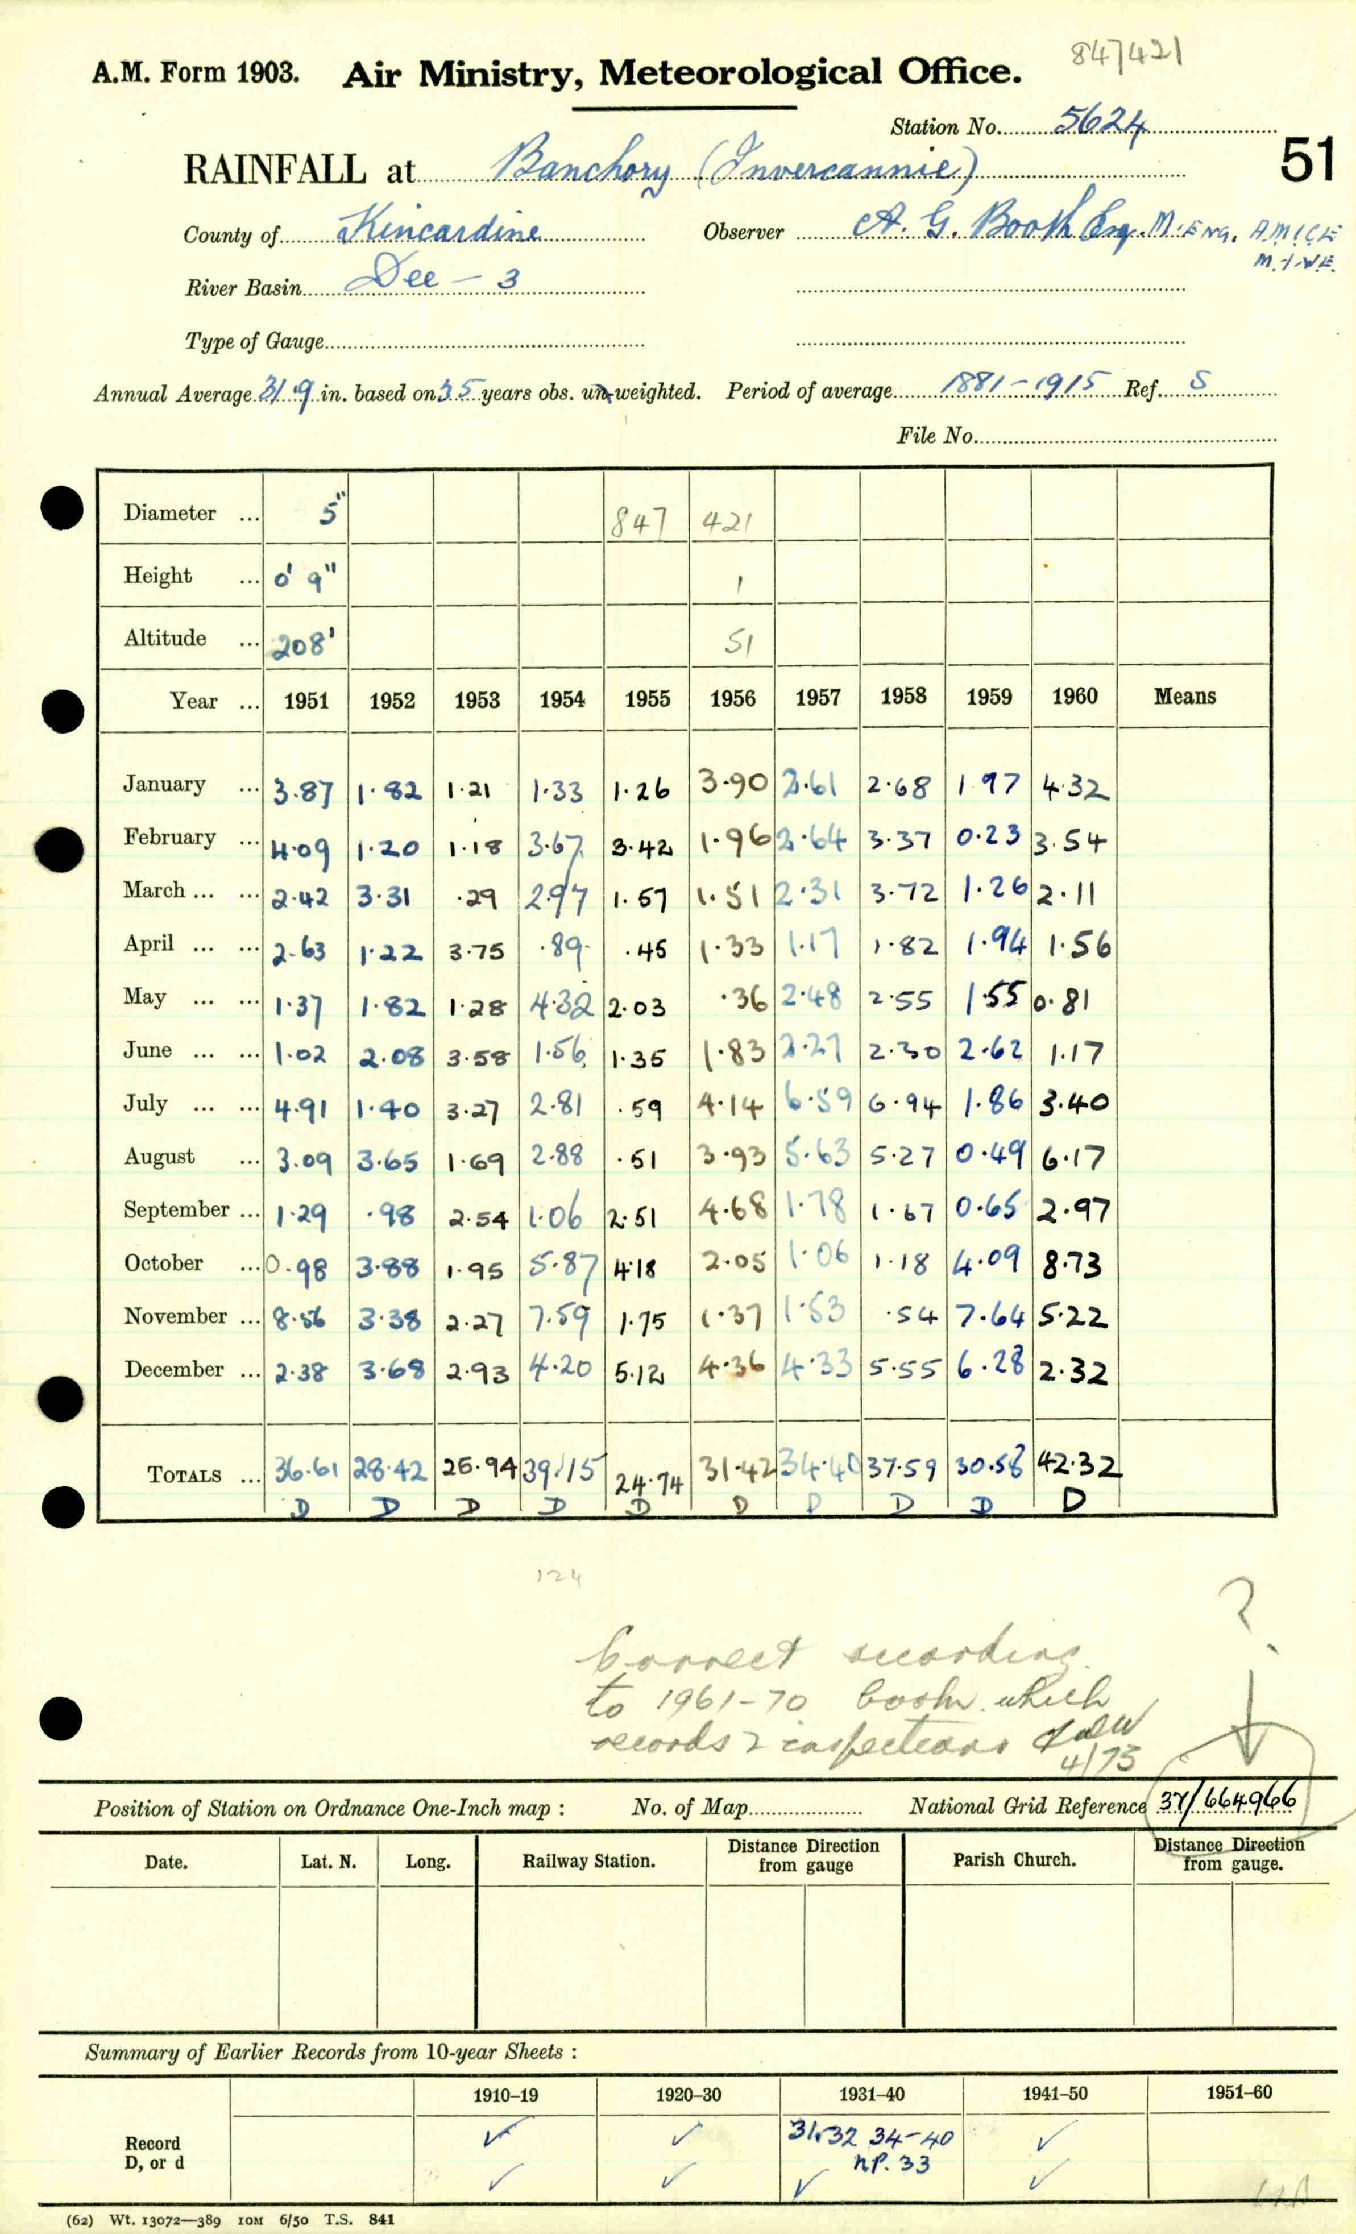 847421
A.M. Form 1903. Air Ministry, Meteorological Office.
Station No. 5624
51
RAINFALL at Banchory (Invercannie)
County of Kincardine Observer A. G. Booth Esq. M.ENG. A.M.I.C.E
M.I.W.E.
River Basin Dee - 3
Type of Gauge
Annual Average 31.9 in. based on 35 years obs. un-weighted. Period of average 1881-1915 Ref. S
File No.
Diameter ... 5" 847 421
Height ... 0' 9" 1
Altitude ... 208' 51
Year ... 1951 1952 1953 1954 1955 1956 1957 1958 1959 1960 Means
January ... 3.87 1.82 1.21 1.33 1.26 3.90 2.61 2.68 1.97 4.32
February ... 4.09 1.20 1.18 3.67 3.42 1.96 2.64 3.37 0.23 3.54
March ... ... 2.42 3.31 .29 2.97 1.57 1.51 2.31 3.72 1.26 2.11
April ... ... 2.63 1.22 3.75 .89 .45 1.33 1.17 1.82 1.94 1.56
May ... ... 1.37 1.82 1.28 4.32 2.03 .36 2.48 2.55 1.55 0.81
June ... ... 1.02 2.08 3.58 1.56 1.35 1.83 2.27 2.30 2.62 1.17
July ... ... 4.91 1.40 3.27 2.81 .59 4.14 6.59 6.94 1.86 3.40
August ... 3.09 3.65 1.69 2.88 .51 3.93 5.63 5.27 0.49 6.17
September ... 1.29 .98 2.54 1.06 2.51 4.68 1.78 1.67 0.65 2.97
October ... 0.98 3.88 1.95 5.87 4.18 2.05 1.06 1.18 4.09 8.73
November ... 8.56 3.38 2.27 7.59 1.75 1.37 1.53 .54 7.64 5.22
December ... 2.38 3.68 2.93 4.20 5.12 4.36 4.33 5.55 6.28 2.32
TOTALS ... 36.61 28.42 25.94 39.15 24.74 31.42 34.40 37.59 30.58 42.32
D D D D D D D D D D
124
?
Correct according
to 1961-70 book which
records 2 inspections
4/73
Position of Station on Ordnance One-Inch map : No. of Map National Grid Reference 37/664966
Date. Lat. N. Long. Railway Station. Distance Direction from gauge Parish Church. Distance Direction from gauge.
Summary of Earlier Records from 10-year Sheets :
1910–19 1920–30 1931–40 1941–50 1951–60
Record ✓ ✓ 31.32 34-40 ✓
D, or d ✓ ✓ ✓ NP. 33 ✓
(62) Wt. 13072—389 10M 6/50 T.S. 841